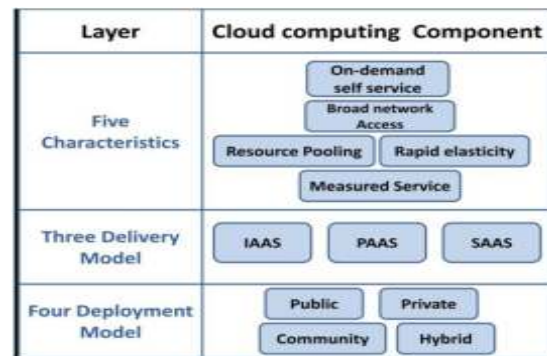 Layer
Cloud computing Component
Five
Characteristics
On-demand
self service
Broad network
Access
Resource Pooling
Rapid elasticity
Measured Service
Three Delivery
Model
IAAS
PAAS
SAAS
Four Deployment
Model
Public
Private
Community
Hybrid